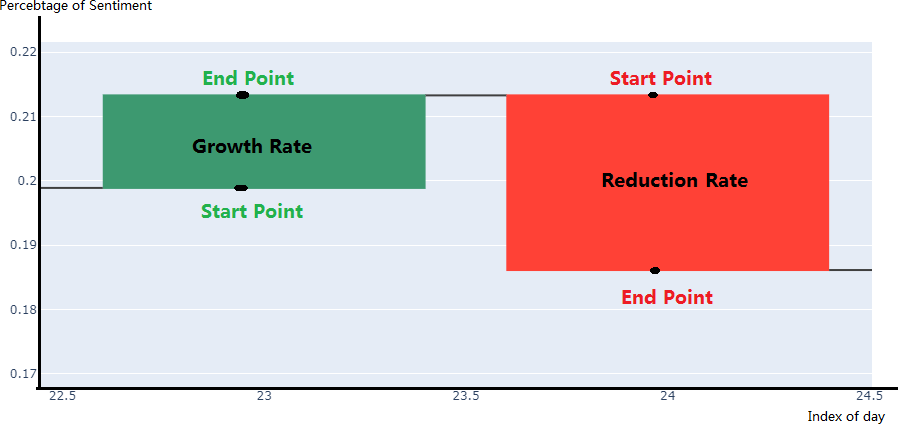 Percebtage of Sentiment
0.22
End Point
Start Point
0.21
Growth Rate
0.2
Reduction Rate
Start Point
0.19
End Point
0.18
0.17
22.5 23 23.5 24 24.5
Index of day